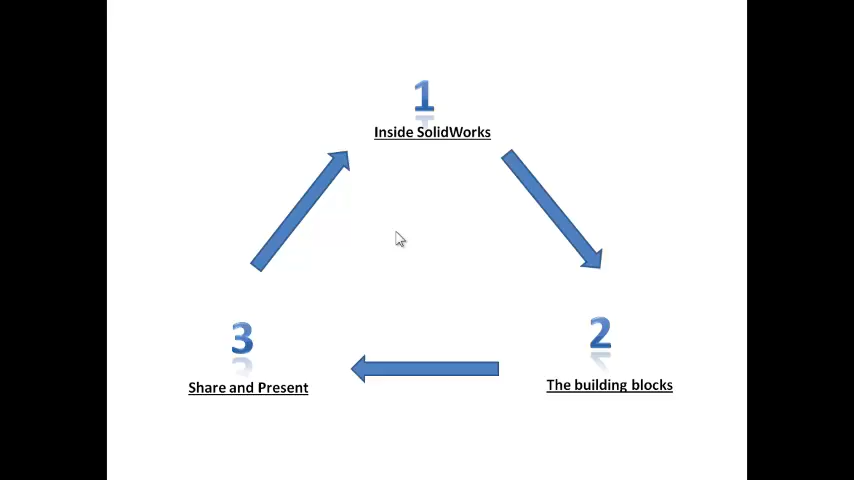 1
Inside SolidWorks
2
The building blocks
3
Share and Present